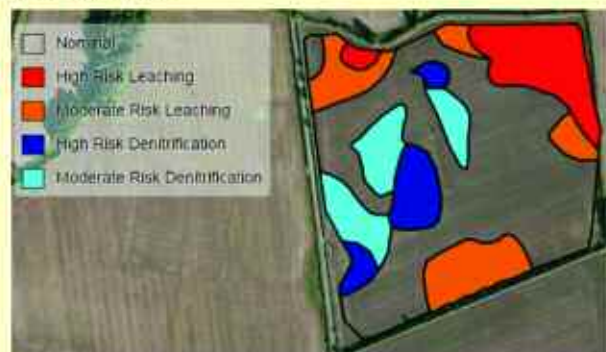 Nominal
High Risk Leaching
Moderate Risk Leaching
High Risk Denitrification
Moderate Risk Denitrification